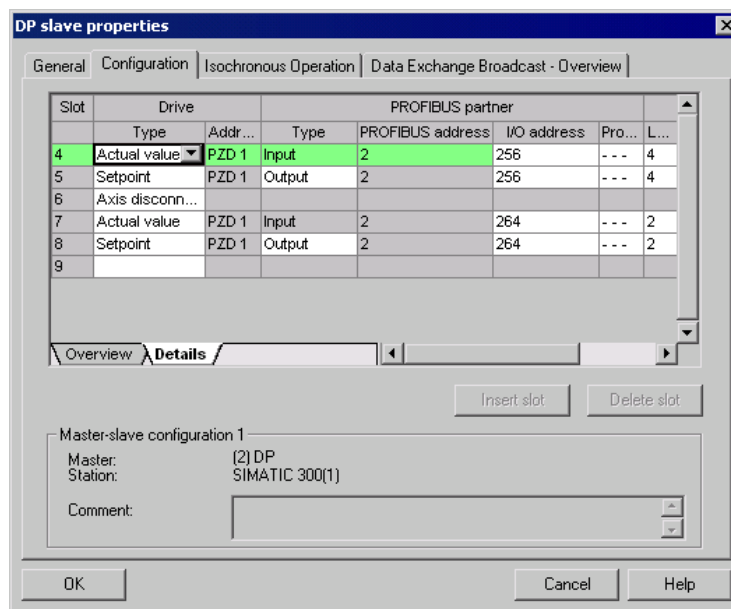 DP slave properties
General Configuration Isochronous Operation Data Exchange Broadcast - Overview
Slot Drive PROFIBUS partner
Type Addr... Type PROFIBUS address I/O address Pro... L...
4 Actual value PZD 1 Input 2 256 - - - 4
5 Setpoint PZD 1 Output 2 256 - - - 4
6 Axis disconn...
7 Actual value PZD 1 Input 2 264 - - - 2
8 Setpoint PZD 1 Output 2 264 - - - 2
9
Overview Details
Insert slot Delete slot
Master-slave configuration 1
Master: (2) DP
Station: SIMATIC 300(1)
Comment:
OK Cancel Help